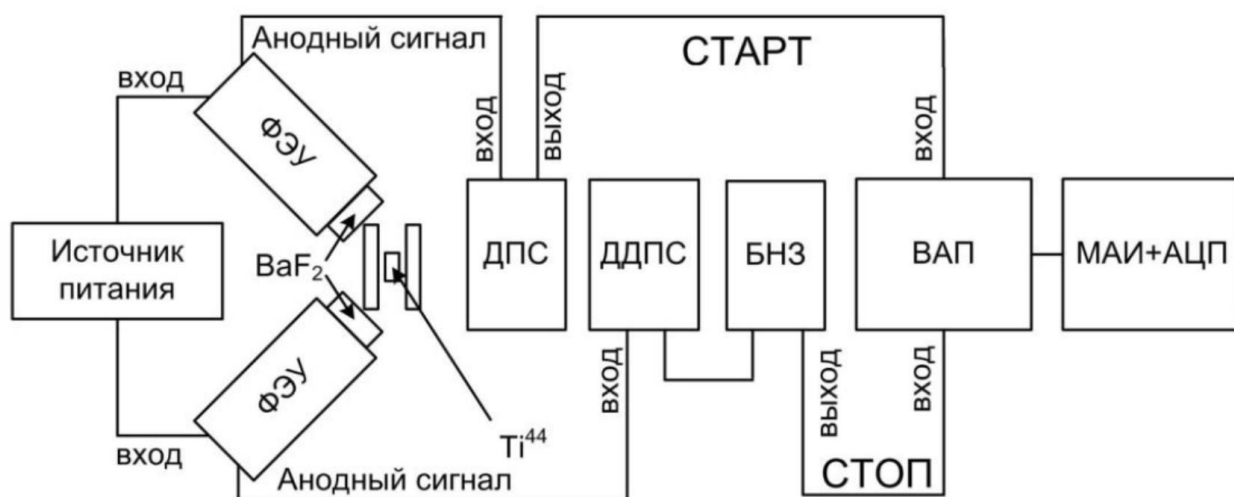 Анодный сигнал
СТАРТ
вход
ФЭУ
вход
выход
вход
Источник
питания
BaF2
ДПС
ДДПС
БНЗ
ВАП
МАИ+АЦП
ФЭУ
вход
выход
вход
вход
Ti44
Анодный сигнал
СТОП